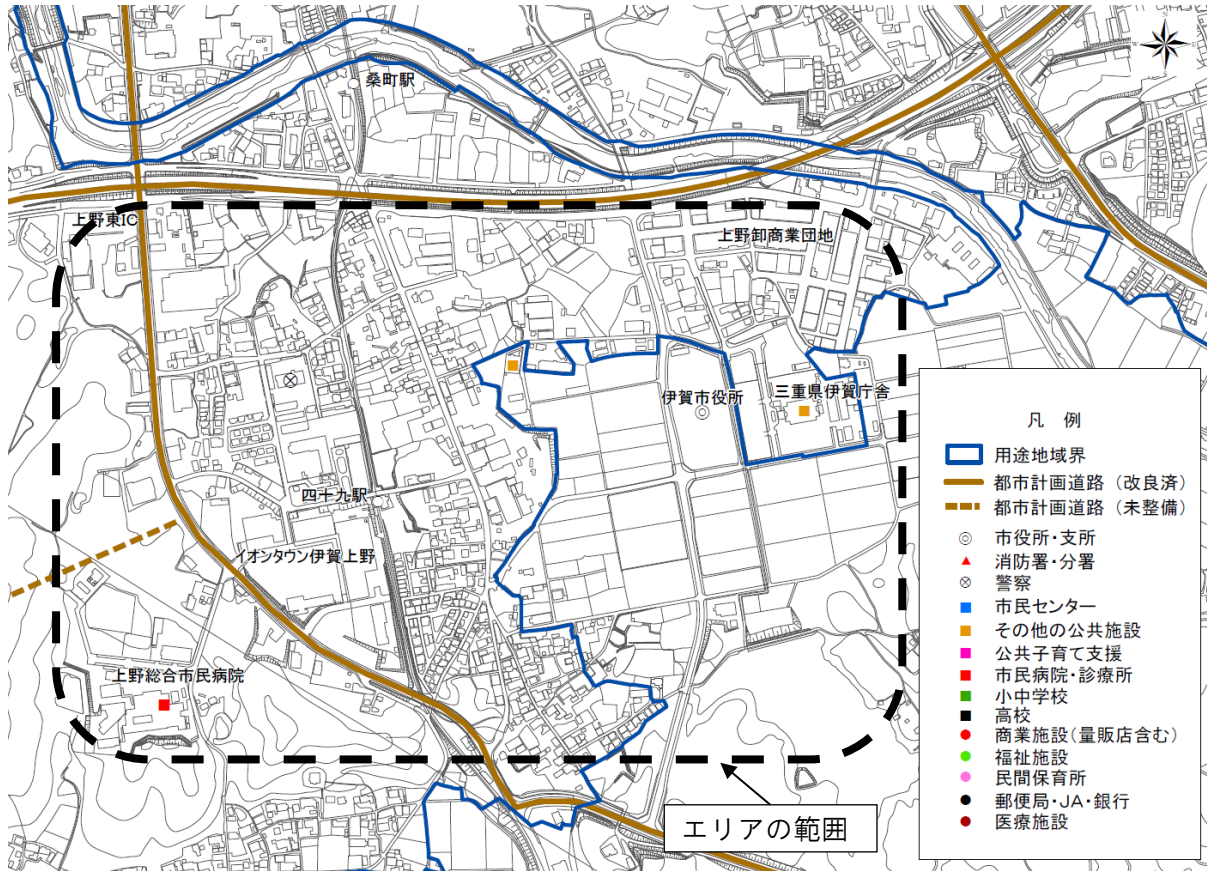 桑町駅
上野東IC
上野卸商業団地
伊賀市役所
三重県伊賀庁舎
四十九駅
イオンタウン伊賀上野
上野総合市民病院
エリアの範囲
凡 例
用途地域界
都市計画道路（改良済）
都市計画道路（未整備）
市役所・支所
消防署・分署
警察
市民センター
その他の公共施設
公共子育て支援
市民病院・診療所
小中学校
高校
商業施設（量販店含む）
福祉施設
民間保育所
郵便局・JA・銀行
医療施設